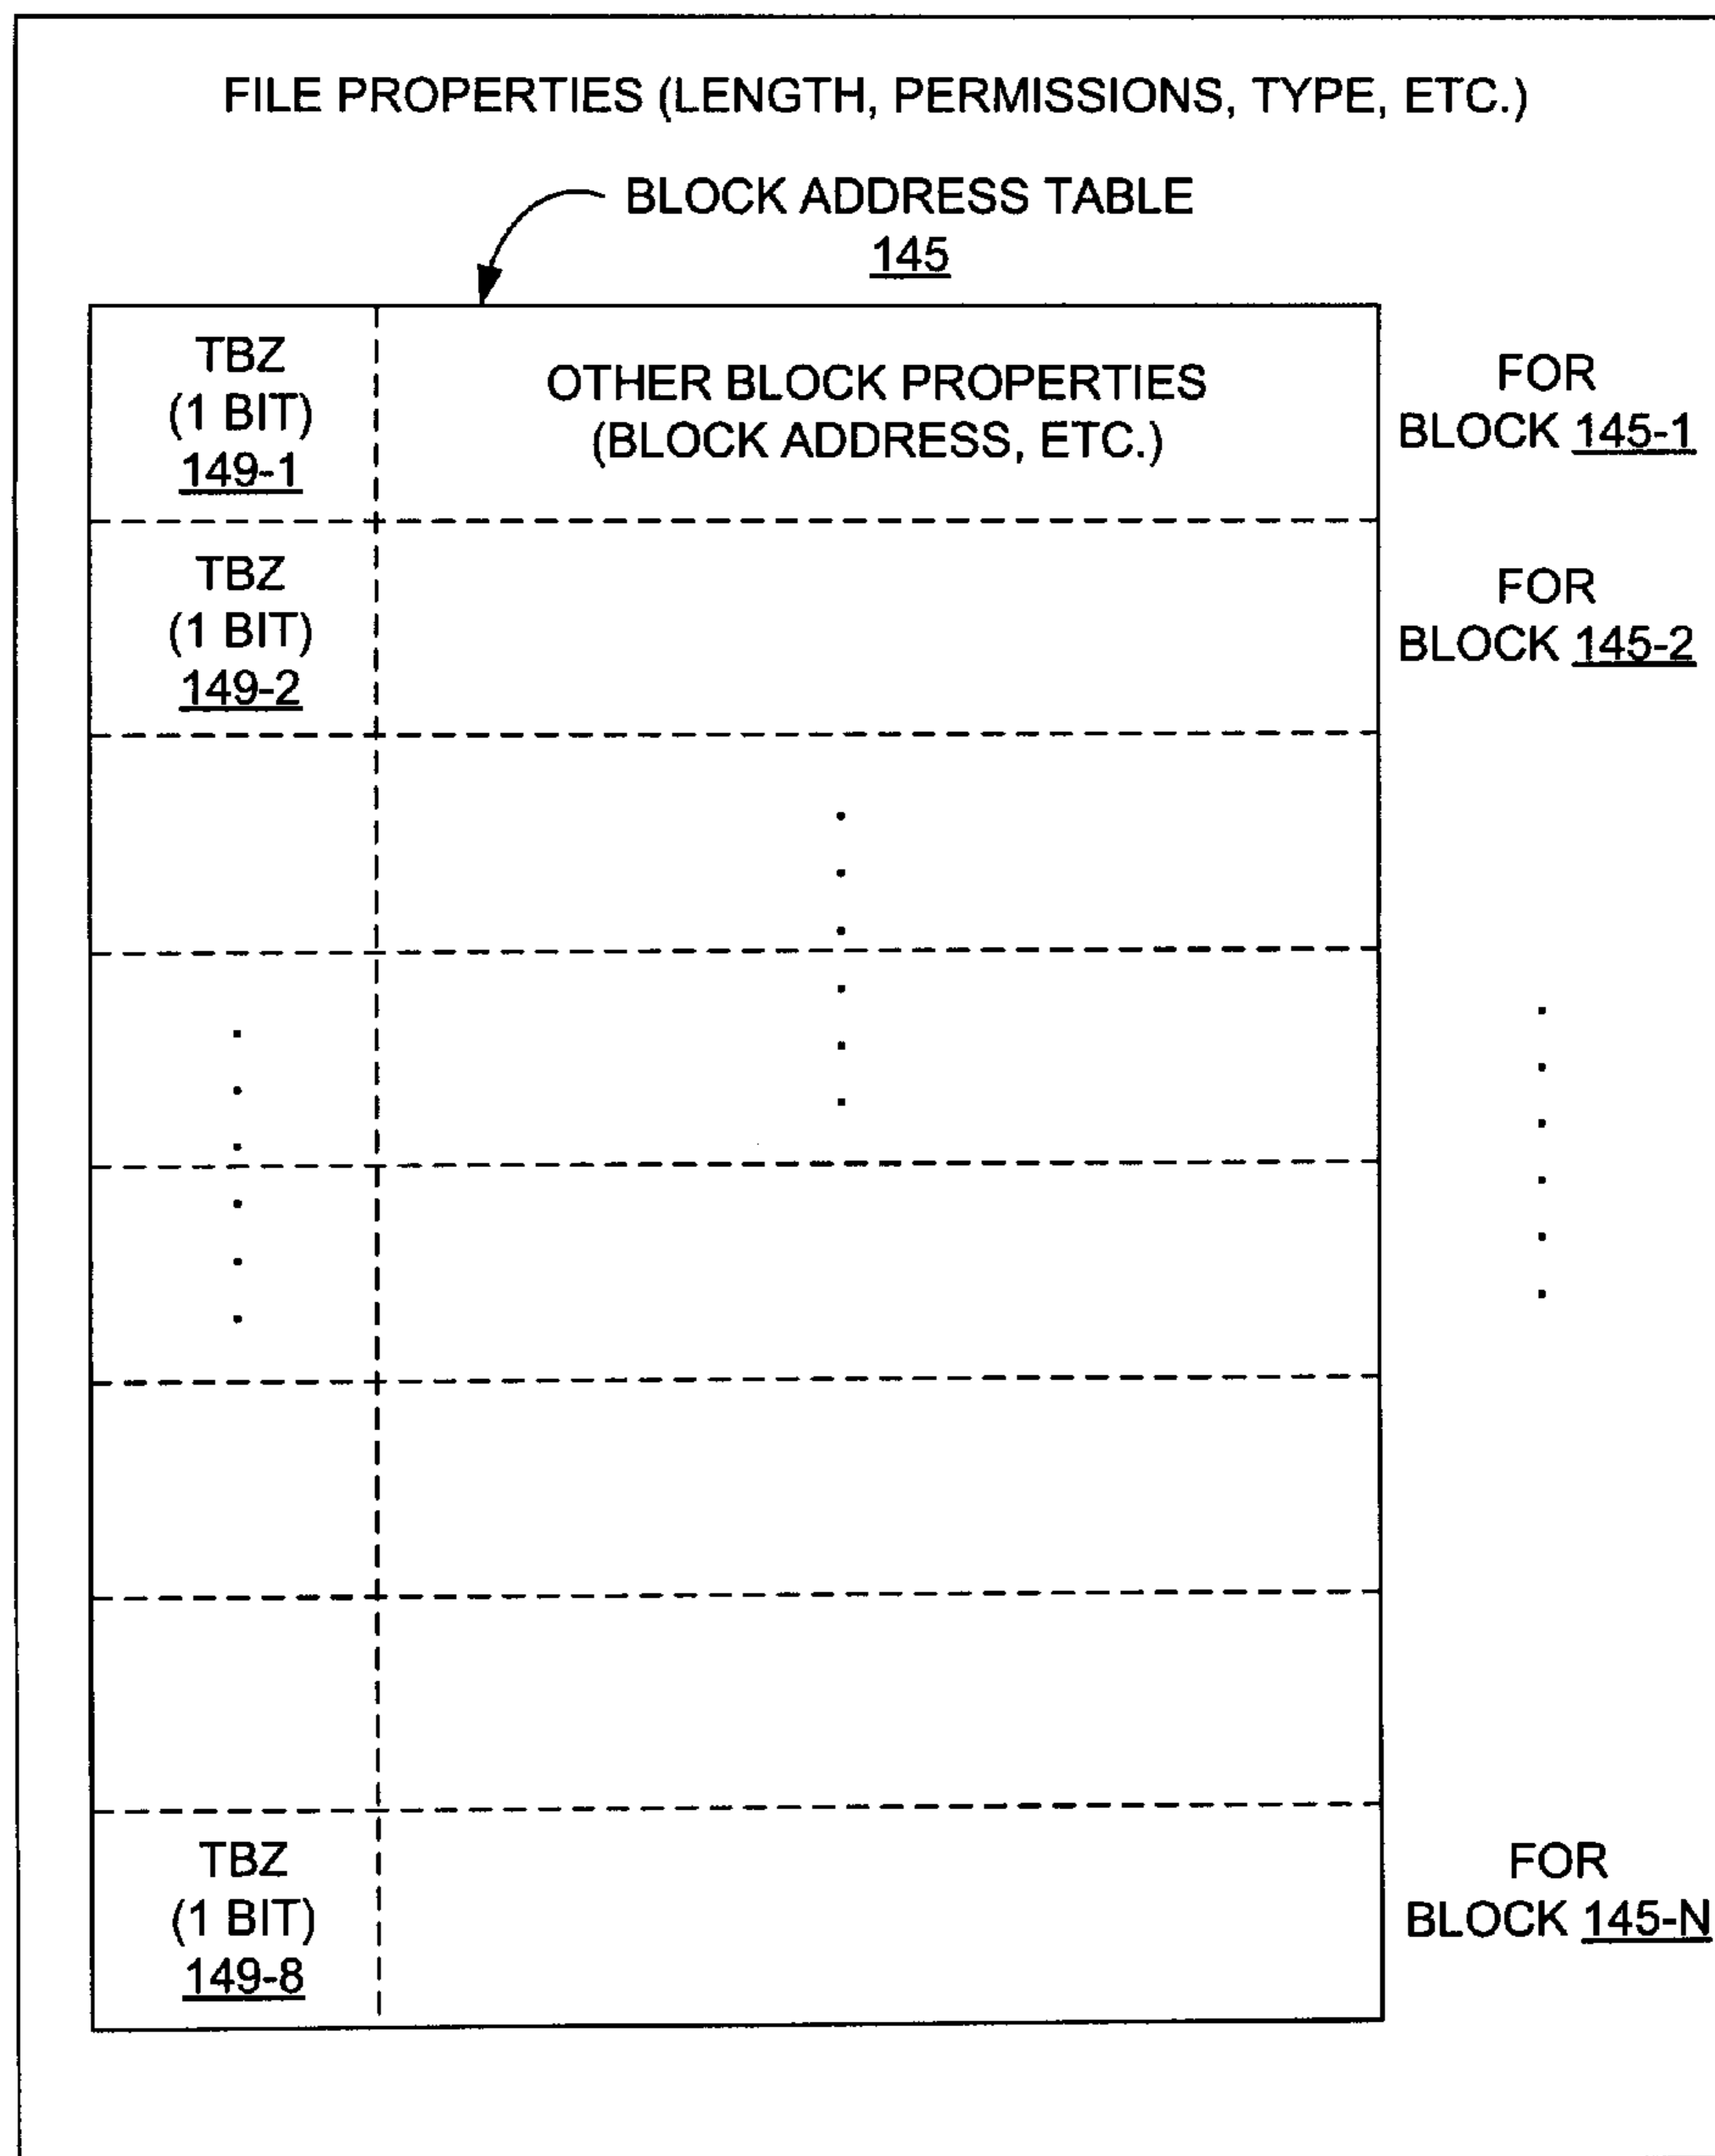 FILE PROPERTIES (LENGTH, PERMISSIONS, TYPE, ETC.)
BLOCK ADDRESS TABLE
145
TBZ
(1 BIT)
149-1
OTHER BLOCK PROPERTIES
(BLOCK ADDRESS, ETC.)
FOR
BLOCK 145-1
TBZ
(1 BIT)
149-2
FOR
BLOCK 145-2
TBZ
(1 BIT)
149-8
FOR
BLOCK 145-N